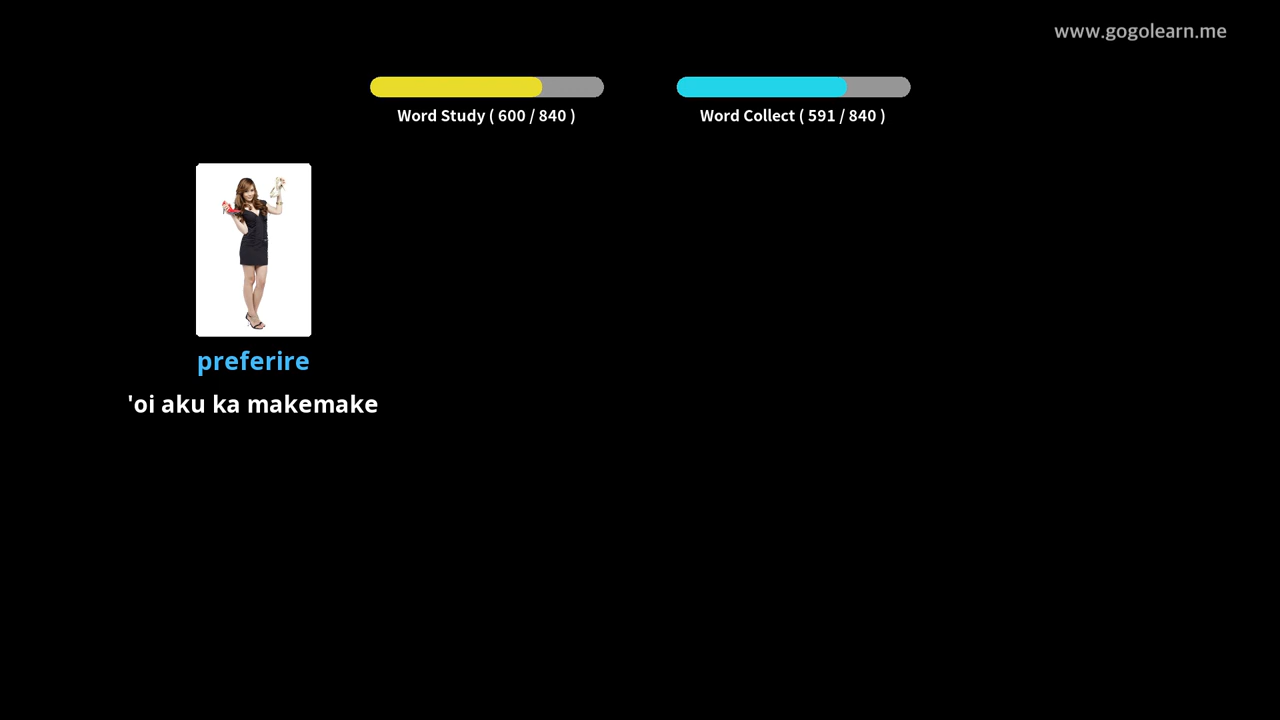 www.gogolearn.me
Word Study ( 600 / 840 )
Word Collect ( 591 / 840 )
preferire
'oi aku ka makemake